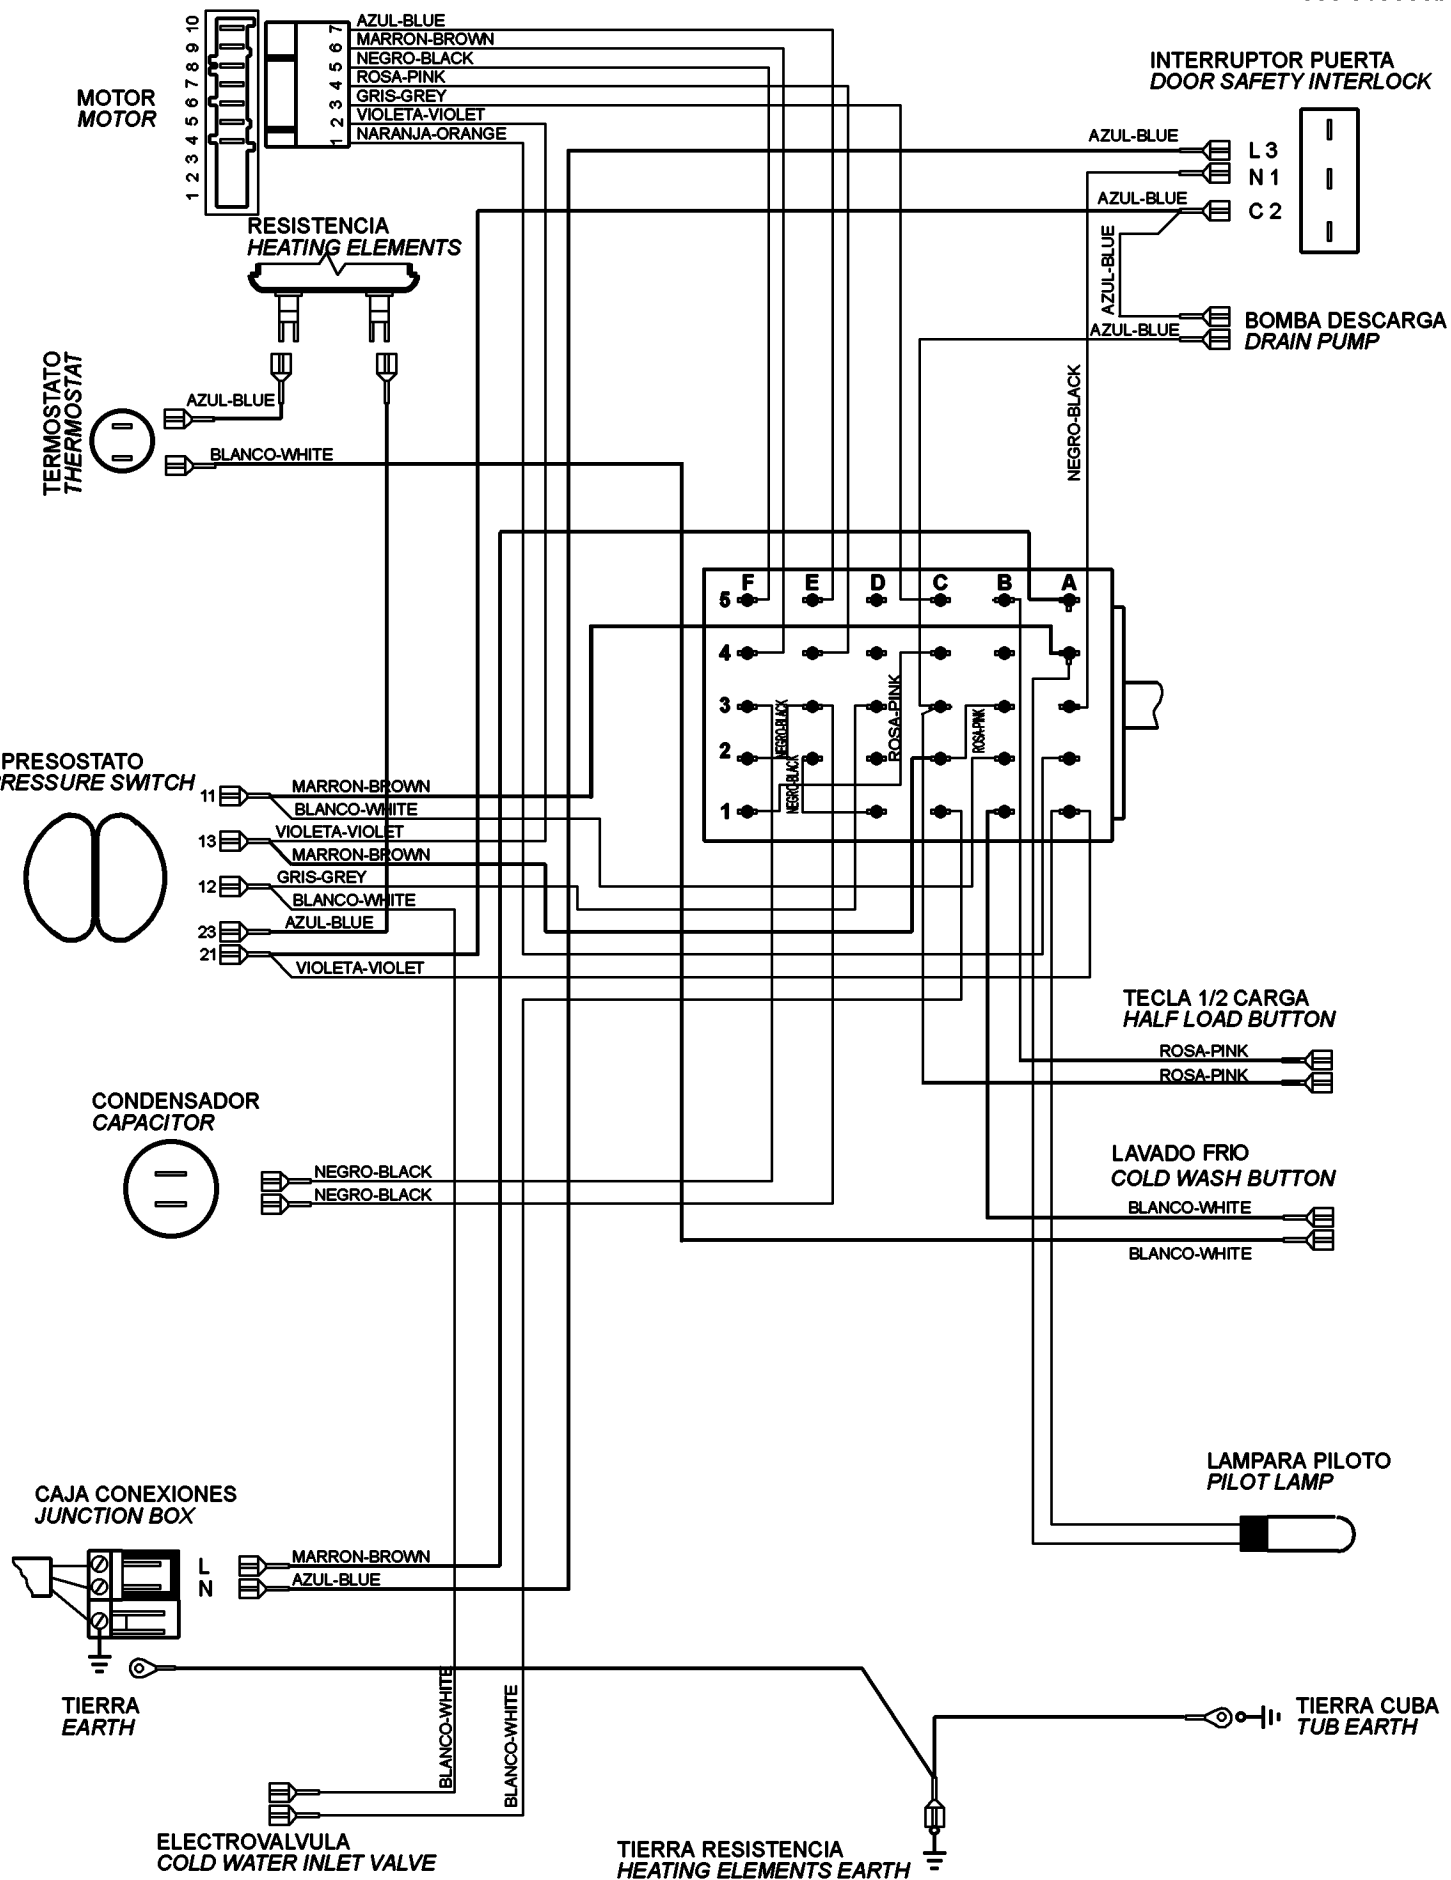 10
9
8
7
6
5
4
3
2
1
7
6
5
4
3
2
1
AZUL-BLUE
MARRON-BROWN
NEGRO-BLACK
ROSA-PINK
GRIS-GREY
VIOLETA-VIOLET
NARANJA-ORANGE
MOTOR
MOTOR
INTERRUPTOR PUERTA
DOOR SAFETY INTERLOCK
AZUL-BLUE
L 3
N 1
AZUL-BLUE
C 2
AZUL-BLUE
AZUL-BLUE
BOMBA DESCARGA
DRAIN PUMP
NEGRO-BLACK
RESISTENCIA
HEATING ELEMENTS
TERMOSTATO
THERMOSTAT
AZUL-BLUE
BLANCO-WHITE
F E D C B A
5
4
3
2
1
NEGRO-BLACK
NEGRO-BLACK
ROSA-PINK
ROSA-PINK
PRESOSTATO
RESSURE SWITCH
11
MARRON-BROWN
BLANCO-WHITE
13
VIOLETA-VIOLET
MARRON-BROWN
12
GRIS-GREY
BLANCO-WHITE
23
AZUL-BLUE
21
VIOLETA-VIOLET
TECLA 1/2 CARGA
HALF LOAD BUTTON
ROSA-PINK
ROSA-PINK
CONDENSADOR
CAPACITOR
NEGRO-BLACK
NEGRO-BLACK
LAVADO FRIO
COLD WASH BUTTON
BLANCO-WHITE
BLANCO-WHITE
LAMPARA PILOTO
PILOT LAMP
CAJA CONEXIONES
JUNCTION BOX
L
N
MARRON-BROWN
AZUL-BLUE
TIERRA
EARTH
BLANCO-WHITE
BLANCO-WHITE
TIERRA CUBA
TUB EARTH
ELECTROVALVULA
COLD WATER INLET VALVE
TIERRA RESISTENCIA
HEATING ELEMENTS EARTH